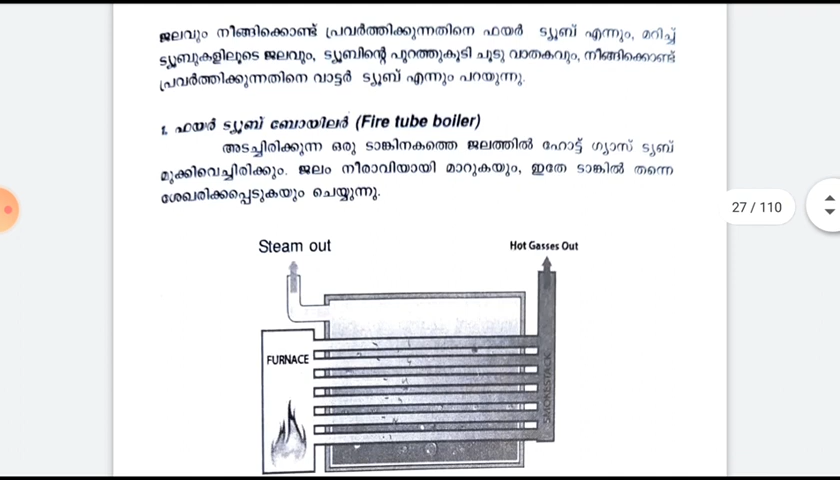 ജലവും നീങ്ങിക്കൊണ്ട് പ്രവർത്തിക്കുന്നതിനെ ഫയർ ട്യൂബ് എന്നും, മറിച്ച്
ട്യൂബുകളിലൂടെ ജലവും, ട്യൂബിന്റെ പുറത്തുകൂടി ചൂടു വാതകവും, നീങ്ങിക്കൊണ്ട്
പ്രവർത്തിക്കുന്നതിനെ വാട്ടർ ട്യൂബ് എന്നും പറയുന്നു.
1. ഫയർ ട്യൂബ് ബോയിലർ (Fire tube boiler)
അടച്ചിരിക്കുന്ന ഒരു ടാങ്കിനകത്തെ ജലത്തിൽ ഹോട്ട് ഗ്യാസ് ട്യബ്
മുക്കിവെച്ചിരിക്കും. ജലം നീരാവിയായി മാറുകയും, ഇതേ ടാങ്കിൽ തന്നെ
ശേഖരിക്കപ്പെടുകയും ചെയ്യുന്നു.
27 / 110
Steam out
Hot Gasses Out
FURNACE
SMOKESTACK